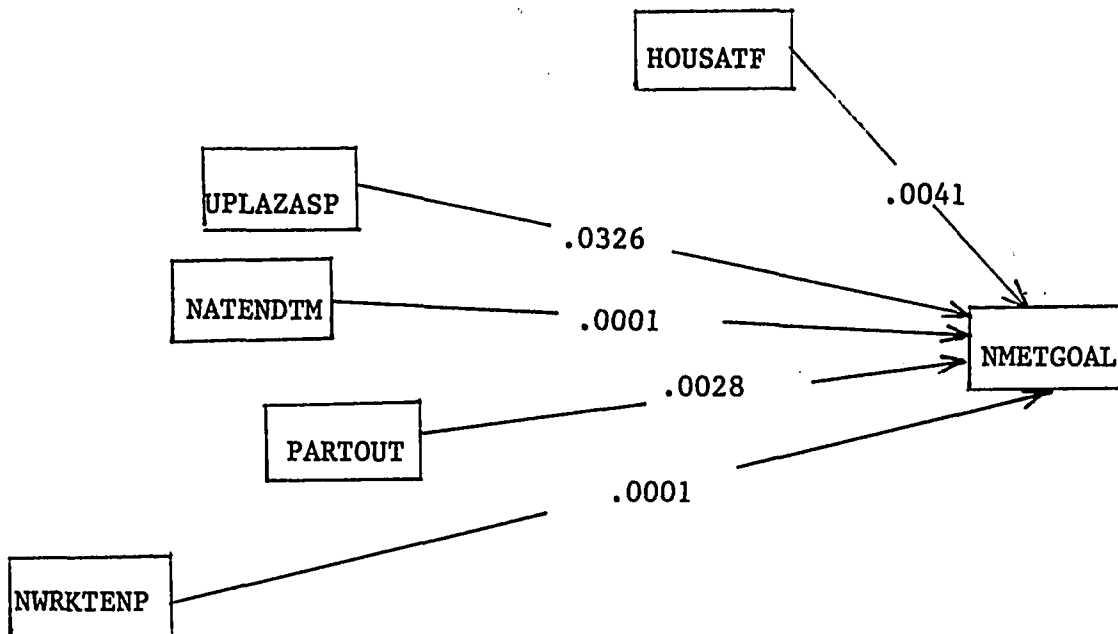 HOUSATF
.0041
UPLAZASP
.0326
NATENDTM
.0001
NMETGOAL
.0028
PARTOUT
.0001
NWRKTENP